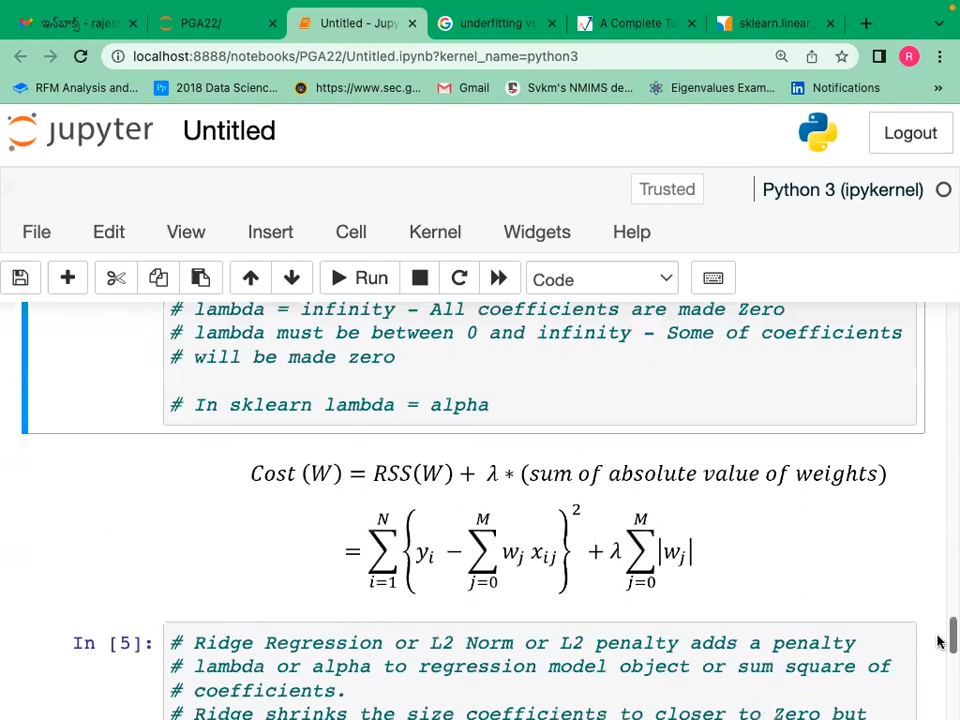 ఇన్‌బాక్స్ - rajes
PGA22/
Untitled - Jupy
underfitting vs
A Complete Tu
sklearn.linear_
localhost:8888/notebooks/PGA22/Untitled.ipynb?kernel_name=python3
R
RFM Analysis and...
2018 Data Scienc...
https://www.sec.g...
Gmail
Svkm's NMIMS de...
Eigenvalues Exam...
Notifications
»
jupyter Untitled
Logout
Trusted
Python 3 (ipykernel)
File Edit View Insert Cell Kernel Widgets Help
Run
Code
# lambda = infinity - All coefficients are made Zero
# lambda must be between 0 and infinity - Some of coefficients
# will be made zero
# In sklearn lambda = alpha
Cost (W) = RSS(W) + λ * (sum of absolute value of weights)
= ∑_{i=1}^{N} { y_i − ∑_{j=0}^{M} w_j x_{ij} }^2 + λ ∑_{j=0}^{M} |w_j|
In [5]:
# Ridge Regression or L2 Norm or L2 penalty adds a penalty
# lambda or alpha to regression model object or sum square of
# coefficients.
# Ridge shrinks the size coefficients to closer to Zero but